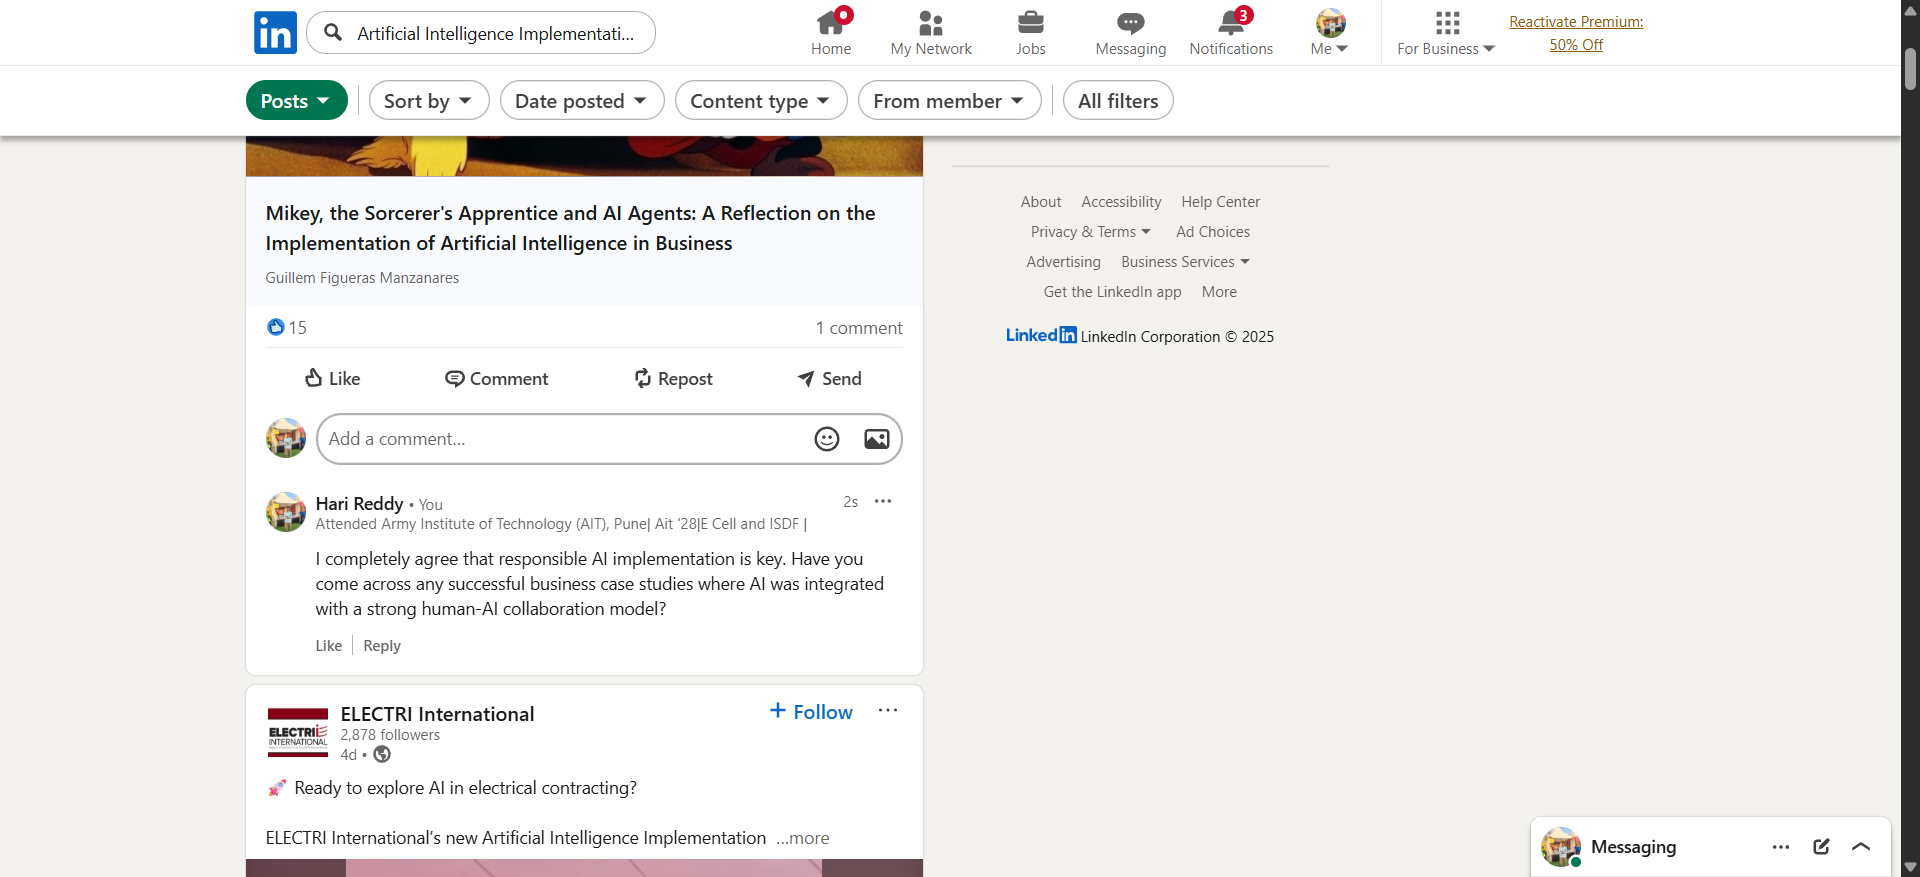 in
Artificial Intelligence Implementati...
Home
My Network
Jobs
Messaging
3
Notifications
Me
For Business
Reactivate Premium:
50% Off
Posts
Sort by
Date posted
Content type
From member
All filters
Mikey, the Sorcerer's Apprentice and AI Agents: A Reflection on the
Implementation of Artificial Intelligence in Business
Guillem Figueras Manzanares
15
1 comment
Like
Comment
Repost
Send
Add a comment...
Hari Reddy • You
2s
Attended Army Institute of Technology (AIT), Pune| Ait '28|E Cell and ISDF |
I completely agree that responsible AI implementation is key. Have you
come across any successful business case studies where AI was integrated
with a strong human-AI collaboration model?
Like
Reply
ELECTRI
INTERNATIONAL
ELECTRI International
2,878 followers
4d •
+ Follow
🚀 Ready to explore AI in electrical contracting?
ELECTRI International's new Artificial Intelligence Implementation ...more
About
Accessibility
Help Center
Privacy & Terms
Ad Choices
Advertising
Business Services
Get the LinkedIn app
More
LinkedIn LinkedIn Corporation © 2025
Messaging